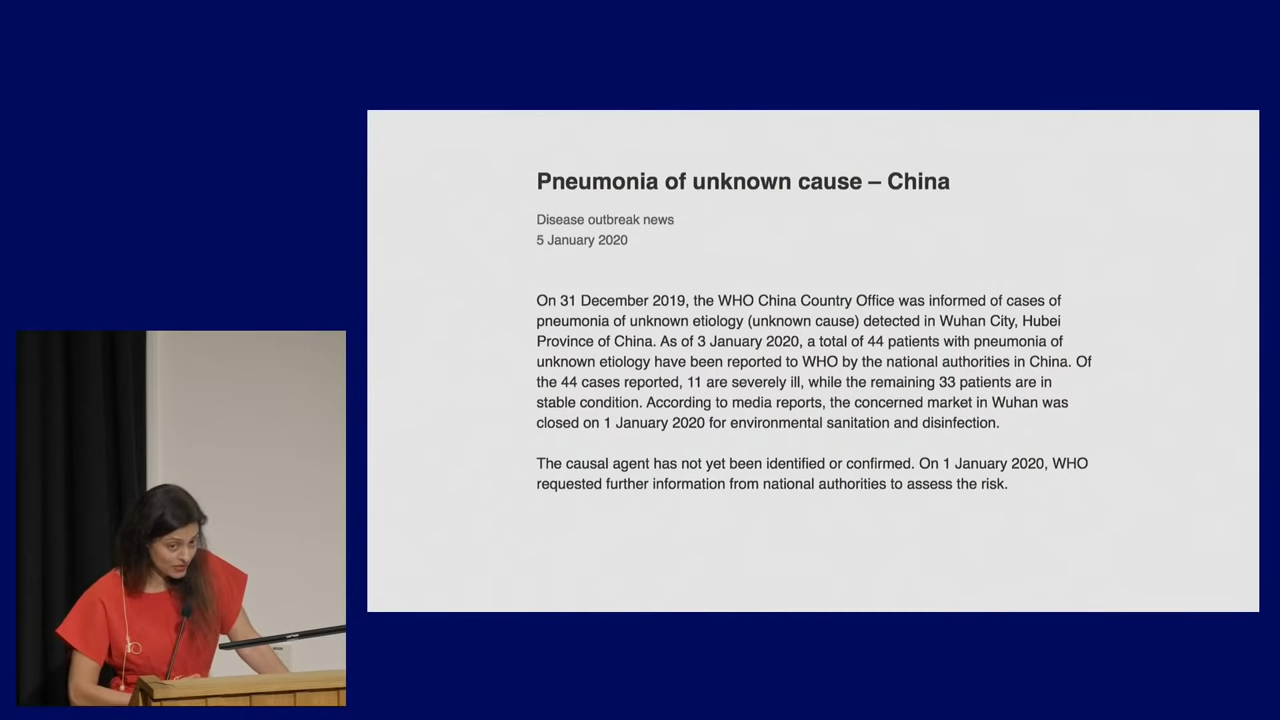 Pneumonia of unknown cause – China
Disease outbreak news
5 January 2020
On 31 December 2019, the WHO China Country Office was informed of cases of
pneumonia of unknown etiology (unknown cause) detected in Wuhan City, Hubei
Province of China. As of 3 January 2020, a total of 44 patients with pneumonia of
unknown etiology have been reported to WHO by the national authorities in China. Of
the 44 cases reported, 11 are severely ill, while the remaining 33 patients are in
stable condition. According to media reports, the concerned market in Wuhan was
closed on 1 January 2020 for environmental sanitation and disinfection.
The causal agent has not yet been identified or confirmed. On 1 January 2020, WHO
requested further information from national authorities to assess the risk.